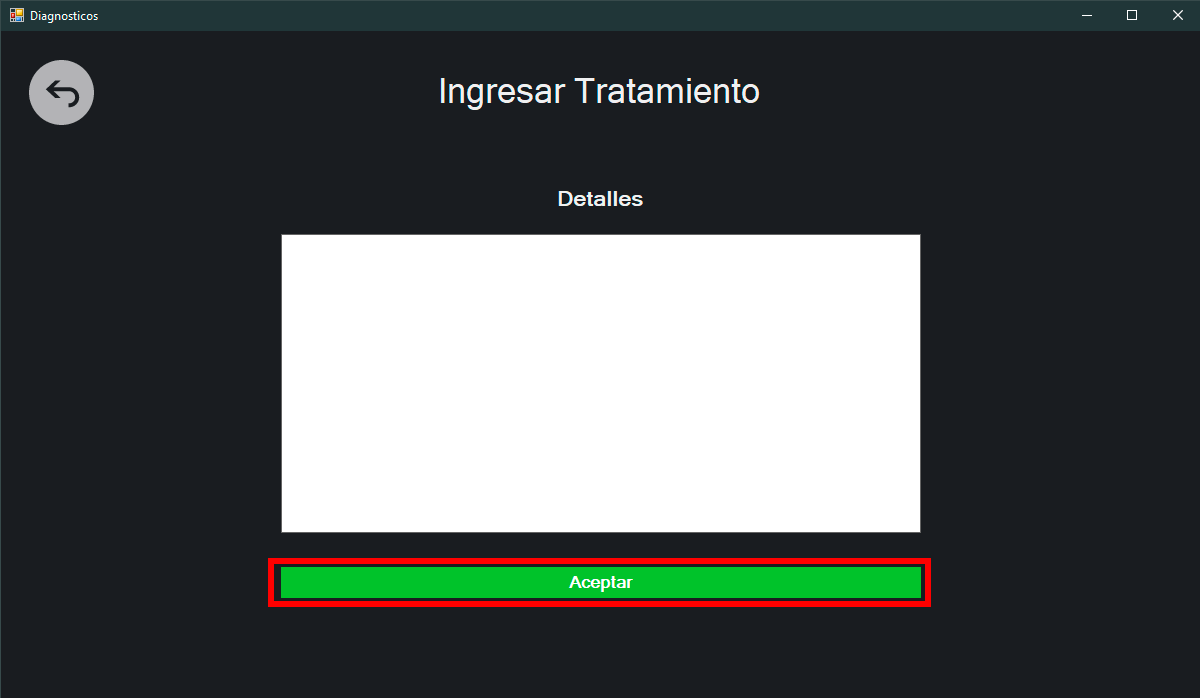 Diagnosticos
Ingresar Tratamiento
Detalles
Aceptar